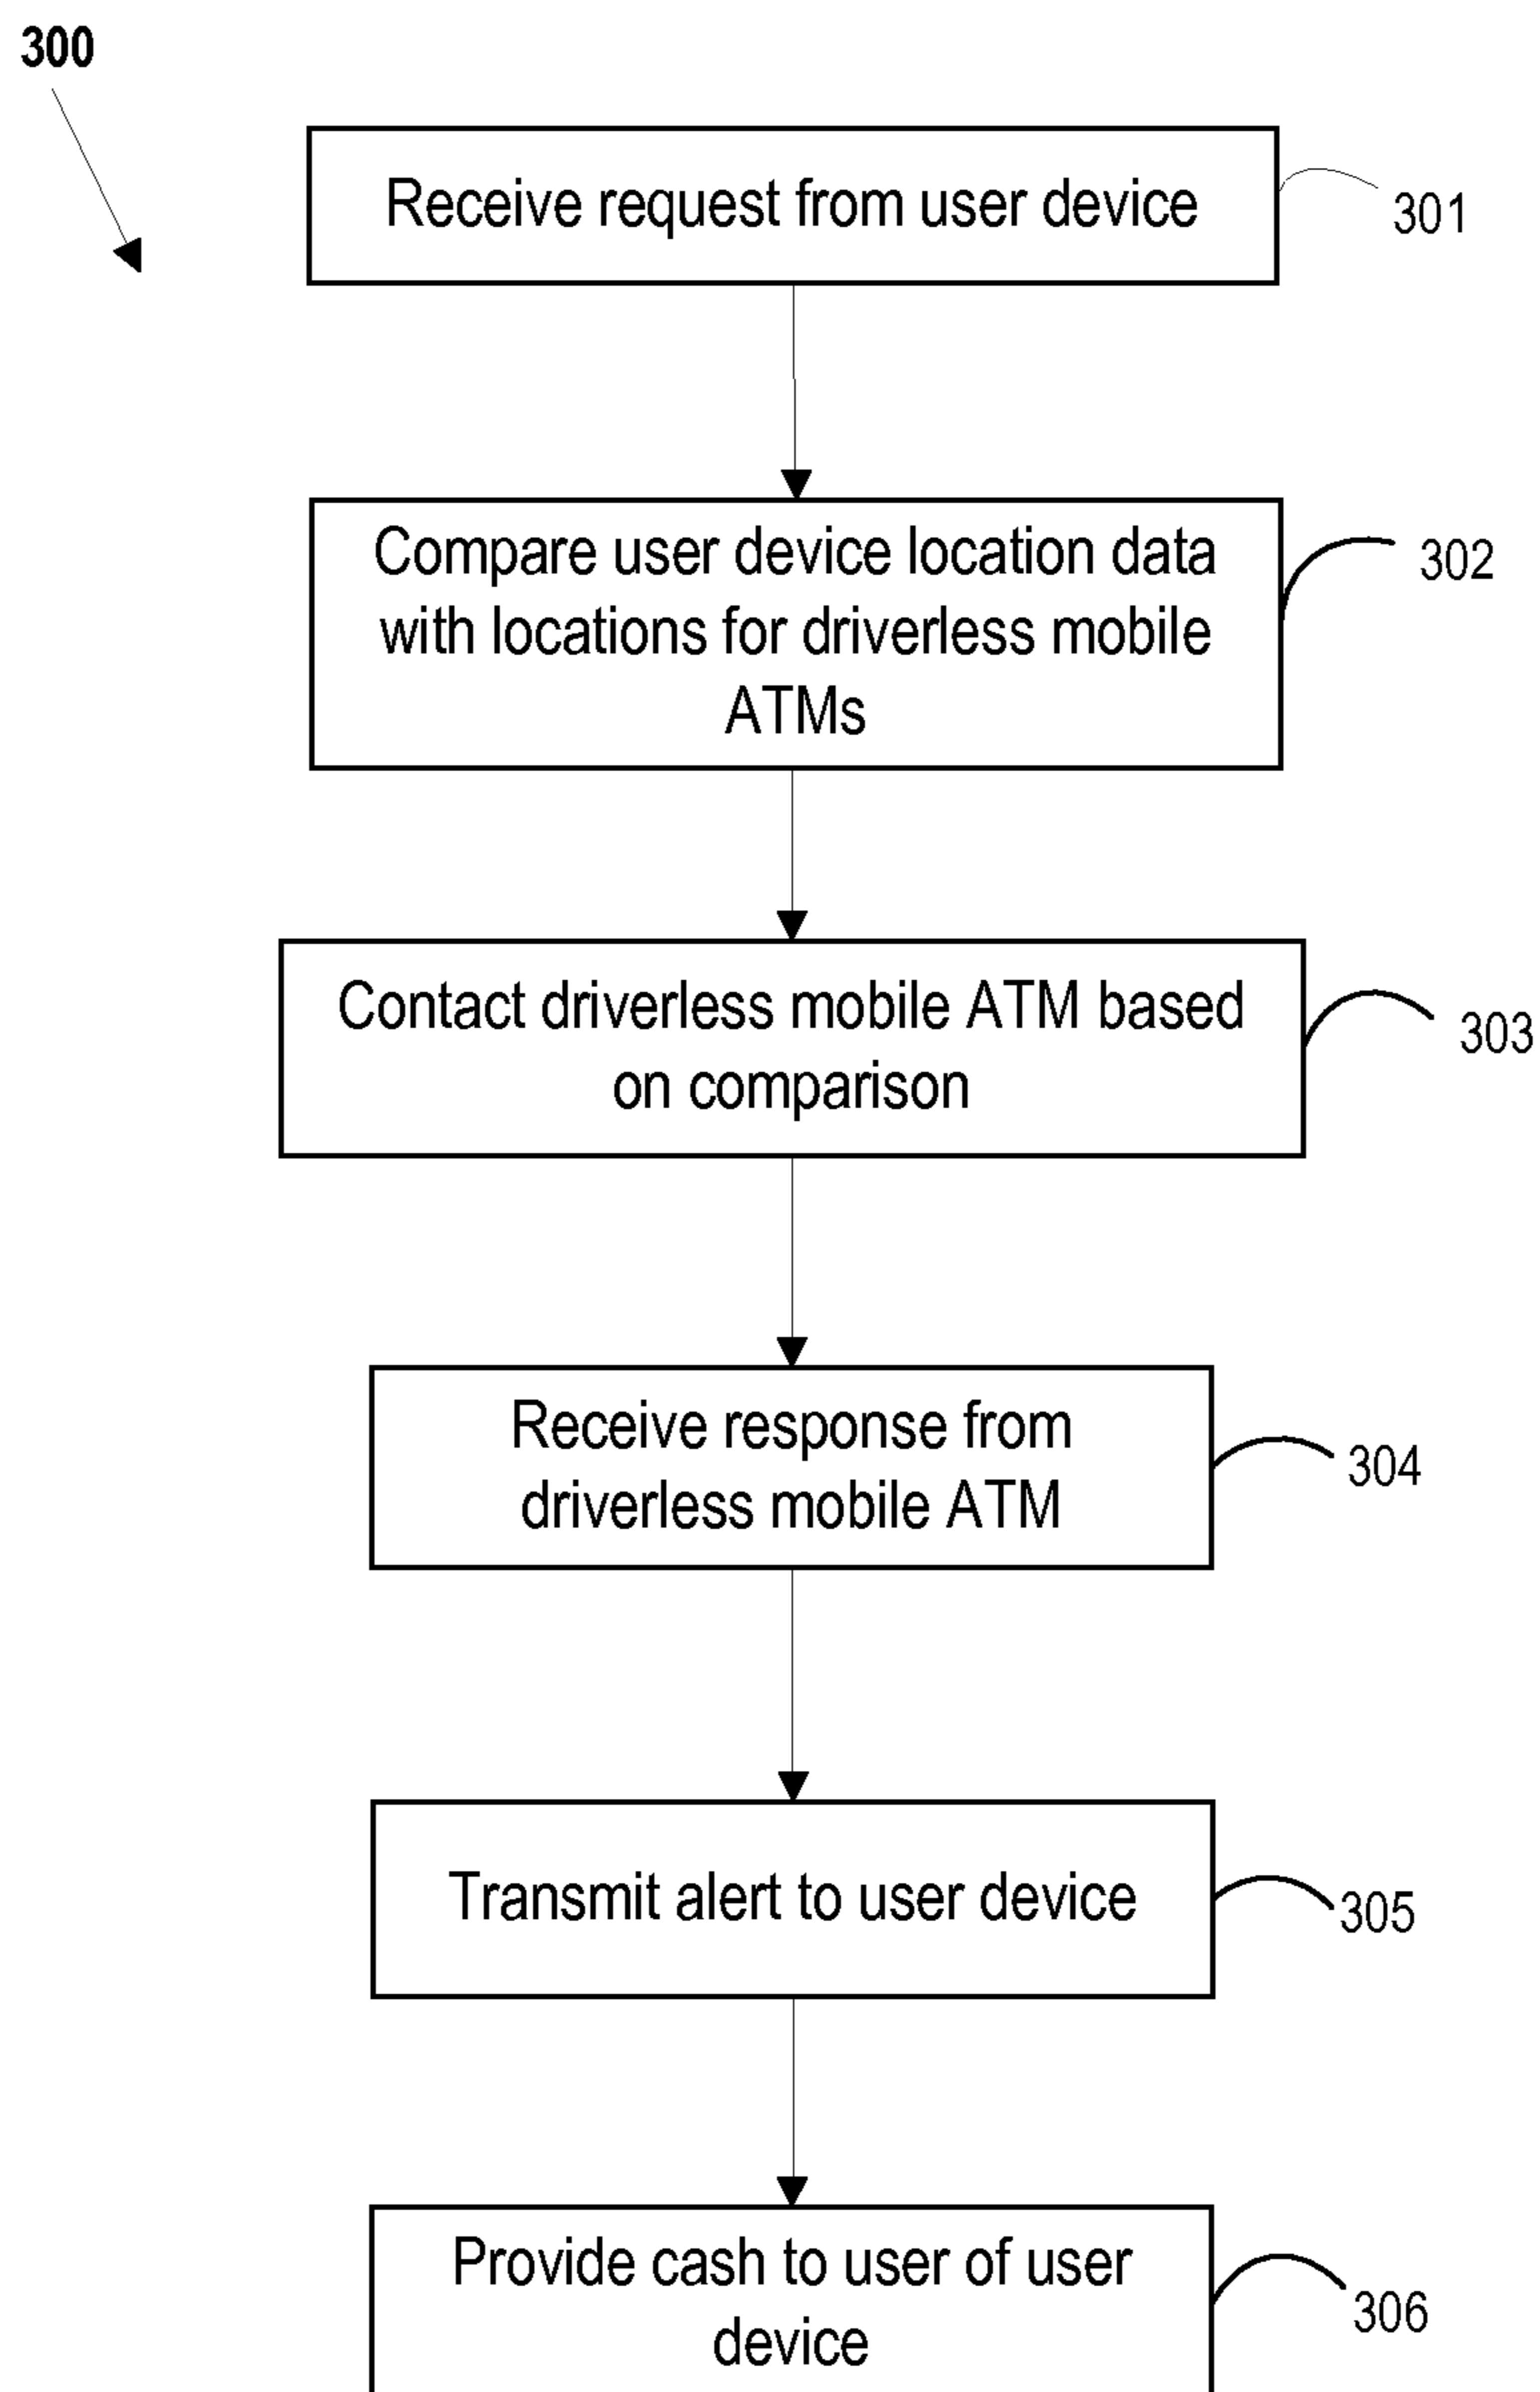 300
Receive request from user device
301
Compare user device location data
with locations for driverless mobile
ATMs
302
Contact driverless mobile ATM based
on comparison
303
Receive response from
driverless mobile ATM
304
Transmit alert to user device
305
Provide cash to user of user
device
306